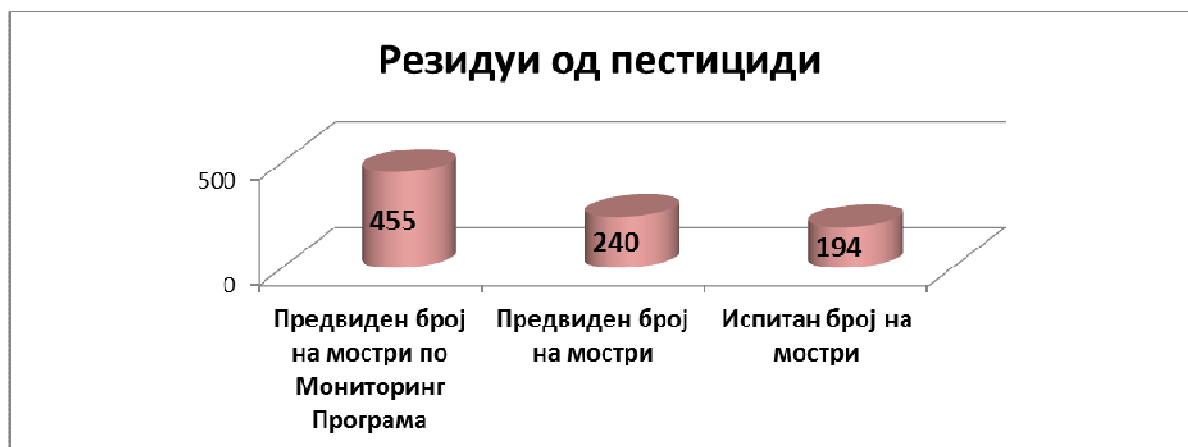 Резидуи од пестициди
500
0
455
240
194
Предвиден број
на мостри по
Мониторинг
Програма
Предвиден број
на мостри
Испитан број на
мостри